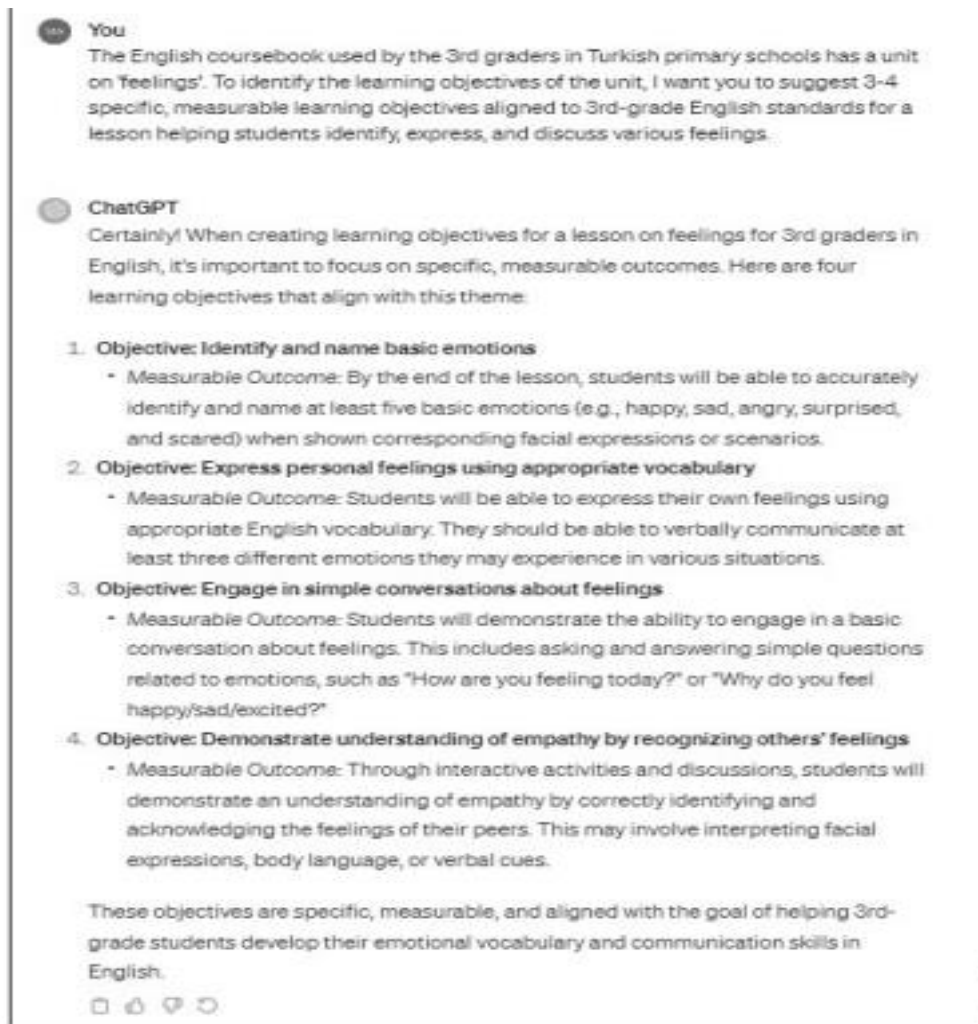 You
The English coursebook used by the 3rd graders in Turkish primary schools has a unit
on 'feelings'. To identify the learning objectives of the unit, I want you to suggest 3-4
specific, measurable learning objectives aligned to 3rd-grade English standards for a
lesson helping students identify, express, and discuss various feelings.
ChatGPT
Certainly! When creating learning objectives for a lesson on feelings for 3rd graders in
English, it's important to focus on specific, measurable outcomes. Here are four
learning objectives that align with this theme:
1. Objective: Identify and name basic emotions
• Measurable Outcome: By the end of the lesson, students will be able to accurately
identify and name at least five basic emotions (e.g., happy, sad, angry, surprised,
and scared) when shown corresponding facial expressions or scenarios.
2. Objective: Express personal feelings using appropriate vocabulary
• Measurable Outcome: Students will be able to express their own feelings using
appropriate English vocabulary. They should be able to verbally communicate at
least three different emotions they may experience in various situations.
3. Objective: Engage in simple conversations about feelings
• Measurable Outcome: Students will demonstrate the ability to engage in a basic
conversation about feelings. This includes asking and answering simple questions
related to emotions, such as "How are you feeling today?" or "Why do you feel
happy/sad/excited?"
4. Objective: Demonstrate understanding of empathy by recognizing others' feelings
• Measurable Outcome: Through interactive activities and discussions, students will
demonstrate an understanding of empathy by correctly identifying and
acknowledging the feelings of their peers. This may involve interpreting facial
expressions, body language, or verbal cues.
These objectives are specific, measurable, and aligned with the goal of helping 3rd-
grade students develop their emotional vocabulary and communication skills in
English.